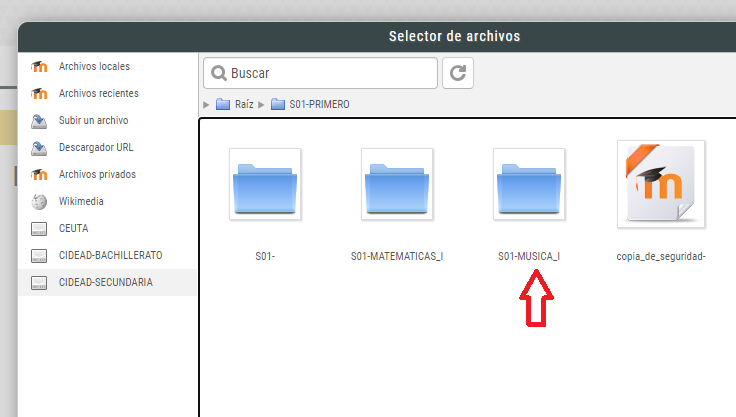 Selector de archivos
Archivos locales
Archivos recientes
Subir un archivo
Descargador URL
Archivos privados
Wikimedia
CEUTA
CIDEAD-BACHILLERATO
CIDEAD-SECUNDARIA
Buscar
Raíz S01-PRIMERO
S01-
S01-MATEMATICAS_I
S01-MUSICA_I
copia_de_seguridad-